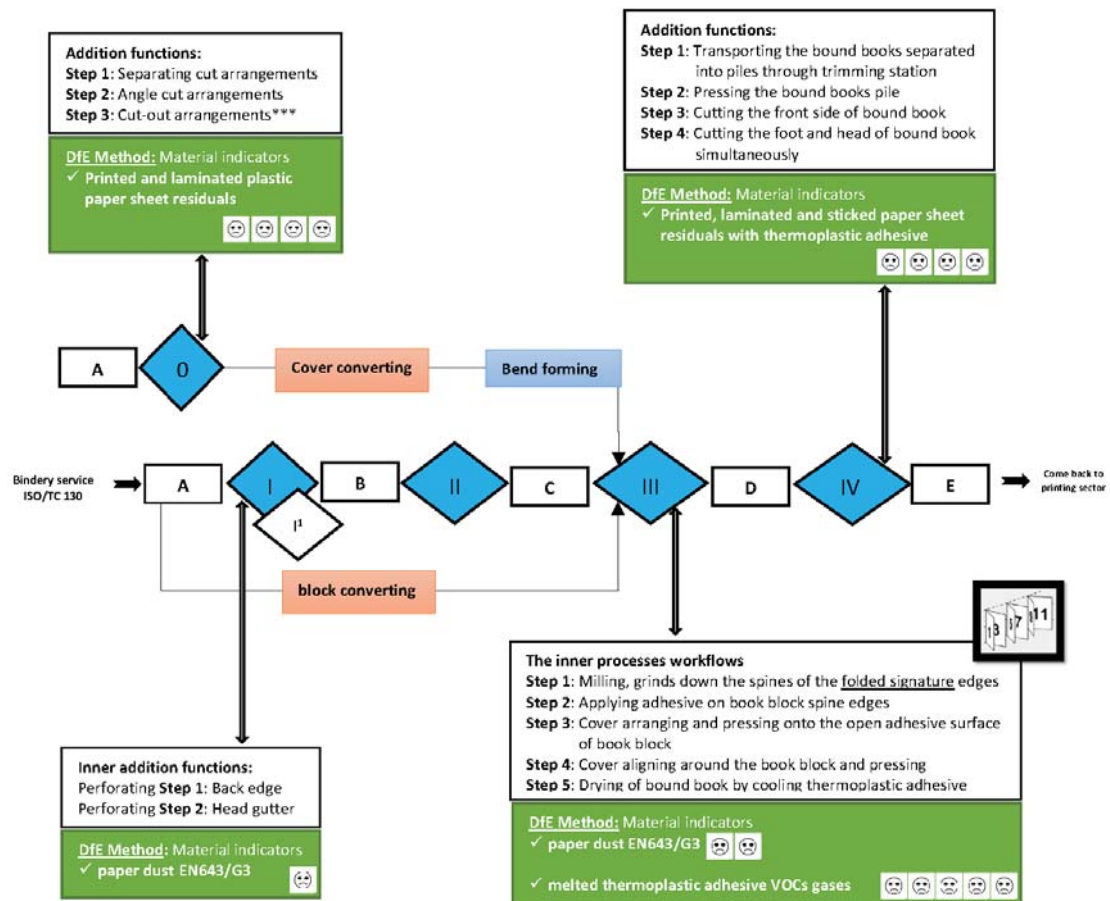 Addition functions:
Step 1: Separating cut arrangements
Step 2: Angle cut arrangements
Step 3: Cut-out arrangements***
DfE Method: Material indicators
✓ Printed and laminated plastic
paper sheet residuals
Addition functions:
Step 1: Transporting the bound books separated
into piles through trimming station
Step 2: Pressing the bound books pile
Step 3: Cutting the front side of bound book
Step 4: Cutting the foot and head of bound book
simultaneously
DfE Method: Material indicators
✓ Printed, laminated and sticked paper sheet
residuals with thermoplastic adhesive
A
0
Cover converting
Bend forming
Bindery service
ISO/TC 130
A
I
I¹
B
II
C
III
D
IV
E
Come back to
printing sector
block converting
1 3 7 11
The inner processes workflows
Step 1: Milling, grinds down the spines of the folded signature edges
Step 2: Applying adhesive on book block spine edges
Step 3: Cover arranging and pressing onto the open adhesive surface
of book block
Step 4: Cover aligning around the book block and pressing
Step 5: Drying of bound book by cooling thermoplastic adhesive
DfE Method: Material indicators
✓ paper dust EN643/G3
✓ melted thermoplastic adhesive VOCs gases
Inner addition functions:
Perforating Step 1: Back edge
Perforating Step 2: Head gutter
DfE Method: Material indicators
✓ paper dust EN643/G3